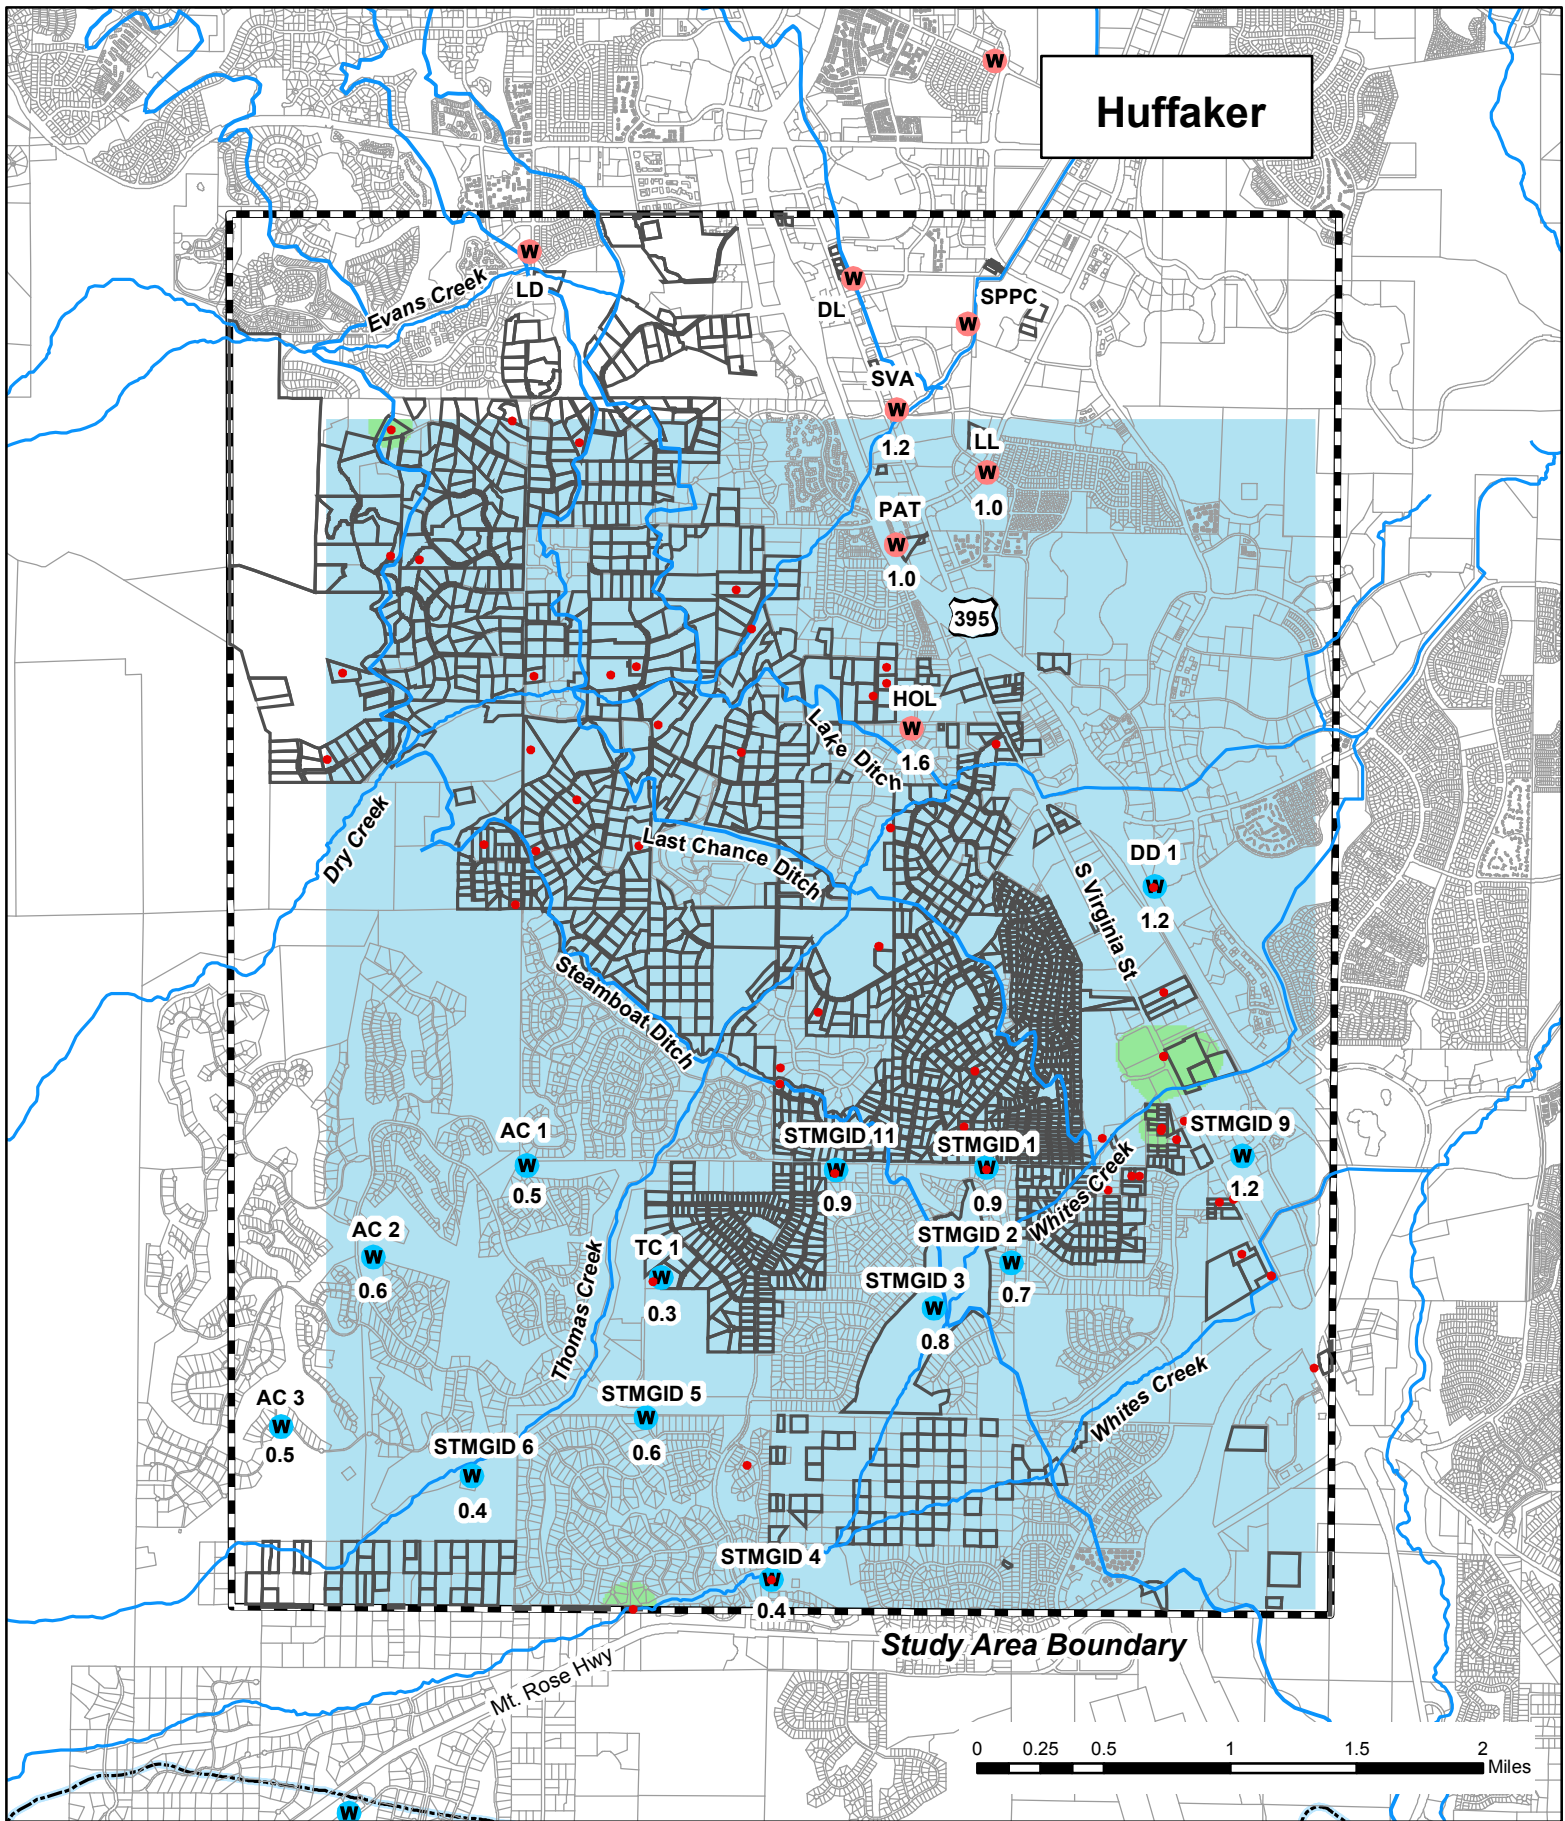 W
Huffaker
W
Evans Creek
LD
W
DL
SPPC
W
SVA
W
1.2
LL
W
1.0
PAT
W
1.0
395
HOL
W
1.6
Lake Ditch
Dry Creek
Last Chance Ditch
S Virginia St
DD 1
W
1.2
Steamboat Ditch
AC 1
W
0.5
STMGID 11
W
0.9
STMGID 1
W
0.9
STMGID 9
W
1.2
Whites Creek
AC 2
W
0.6
TC 1
W
0.3
STMGID 2
W
0.7
STMGID 3
W
0.8
Thomas Creek
Whites Creek
AC 3
W
0.5
STMGID 5
W
0.6
STMGID 6
W
0.4
STMGID 4
W
0.4
Study Area Boundary
Mt. Rose Hwy
0 0.25 0.5 1 1.5 2
Miles
W